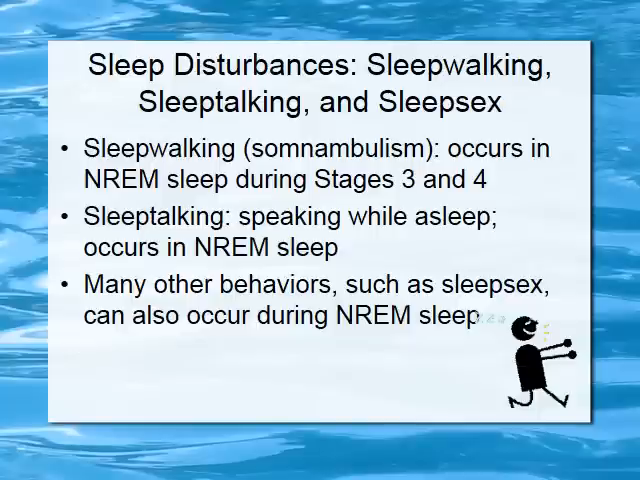 Sleep Disturbances: Sleepwalking,
Sleeptalking, and Sleepsex
• Sleepwalking (somnambulism): occurs in
NREM sleep during Stages 3 and 4
• Sleeptalking: speaking while asleep;
occurs in NREM sleep
• Many other behaviors, such as sleepsex,
can also occur during NREM sleep